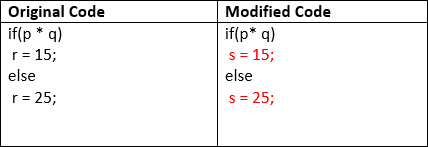 Original Code
if(p * q)
r = 15;
else
r = 25;
Modified Code
if(p* q)
s = 15;
else
s = 25;